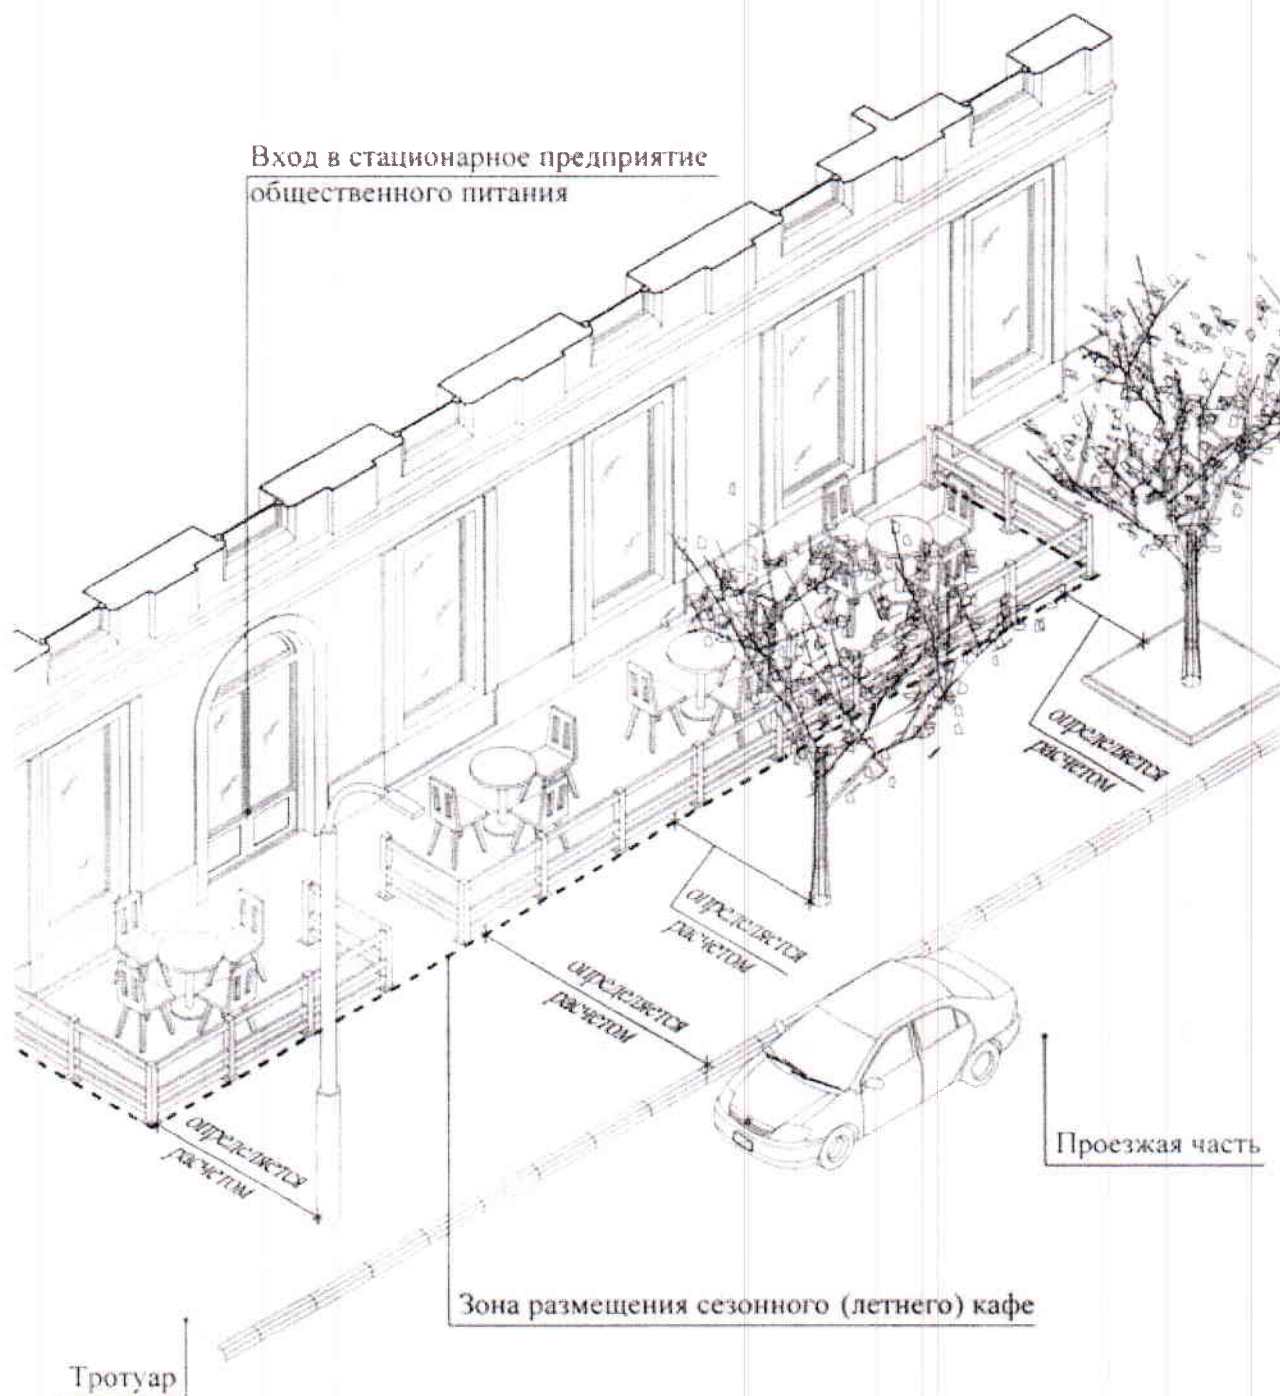 Вход в стационарное предприятие
общественного питания
определяется
расчетом
определяется
расчетом
определяется
расчетом
определяется
расчетом
Проезжая часть
Зона размещения сезонного (летнего) кафе
Тротуар